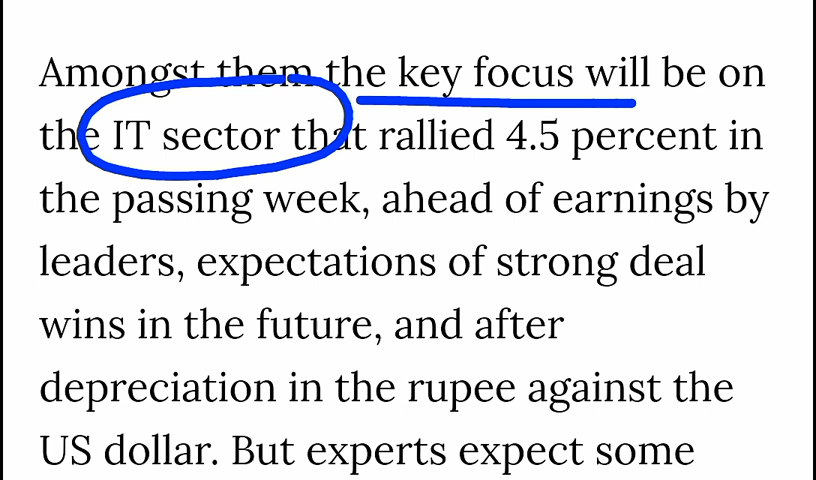 Amongst them the key focus will be on
the IT sector that rallied 4.5 percent in
the passing week, ahead of earnings by
leaders, expectations of strong deal
wins in the future, and after
depreciation in the rupee against the
US dollar. But experts expect some